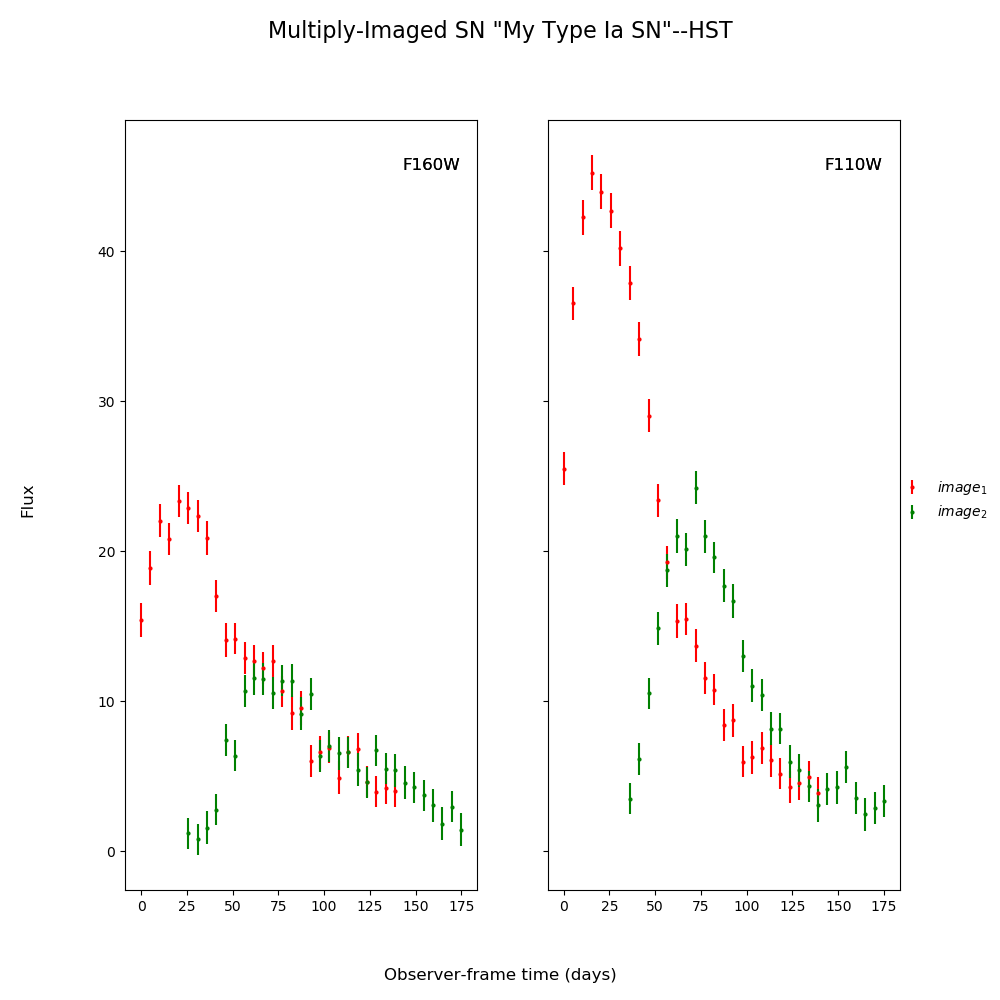 Multiply-Imaged SN "My Type Ia SN"--HST
F160W
F110W
40
30
20
10
0
Flux
0 25 50 75 100 125 150 175
0 25 50 75 100 125 150 175
image₁
image₂
Observer-frame time (days)